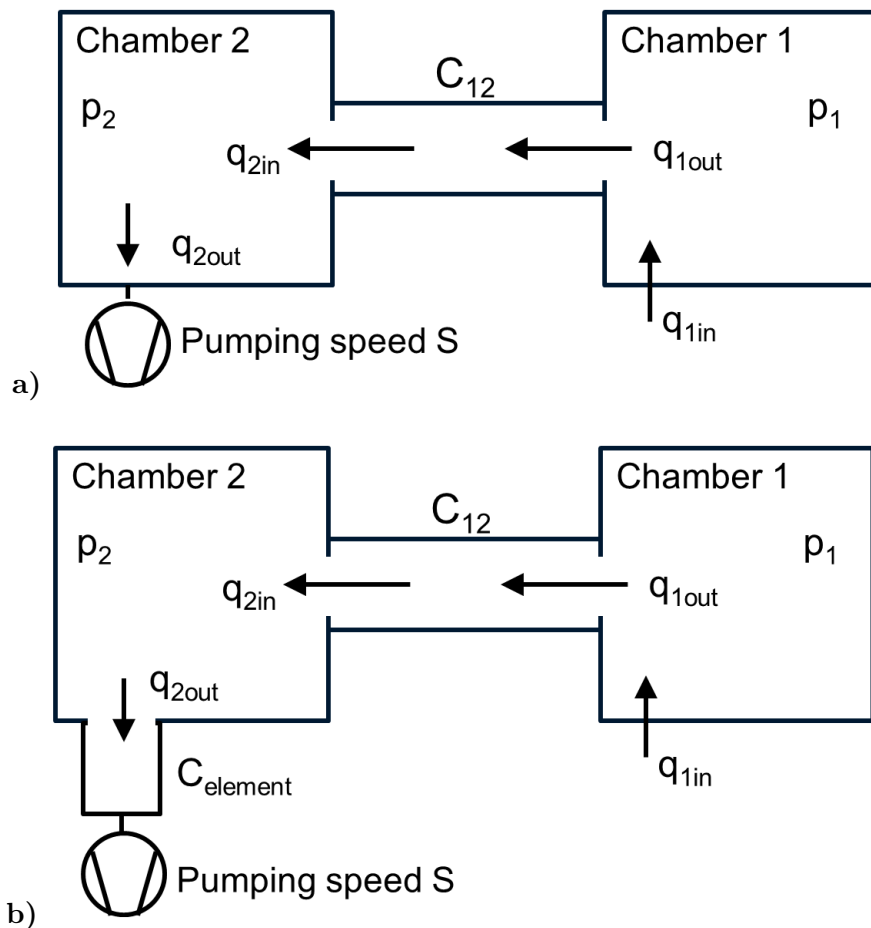 Chamber 2 Chamber 1
C12
p2 p1
q2in q1out
q2out
Pumping speed S q1in
a)
Chamber 2 Chamber 1
C12
p2 p1
q2in q1out
q2out
Celement q1in
Pumping speed S
b)